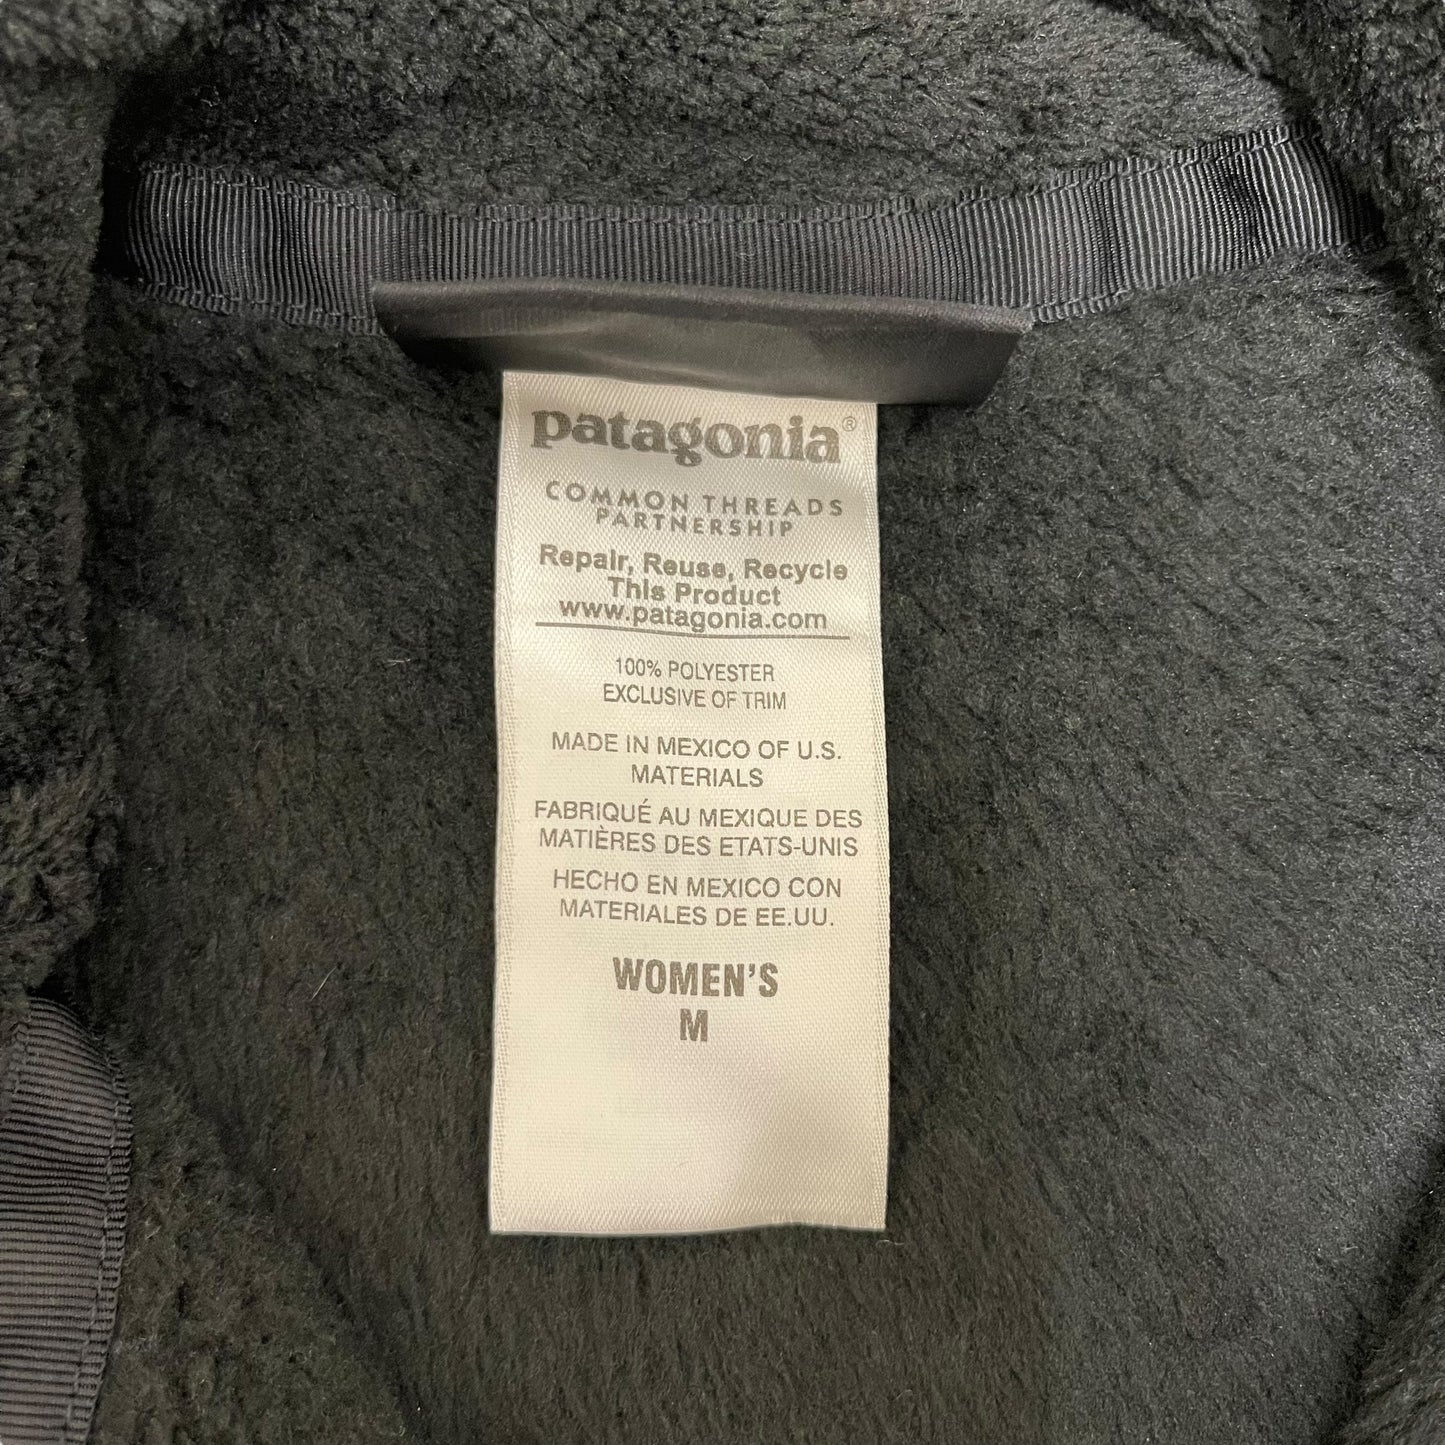 patagonia®
COMMON THREADS
PARTNERSHIP
Repair, Reuse, Recycle
This Product
www.patagonia.com
100% POLYESTER
EXCLUSIVE OF TRIM
MADE IN MEXICO OF U.S.
MATERIALS
FABRIQUÉ AU MEXIQUE DES
MATIÈRES DES ETATS-UNIS
HECHO EN MEXICO CON
MATERIALES DE EE.UU.
WOMEN'S
M